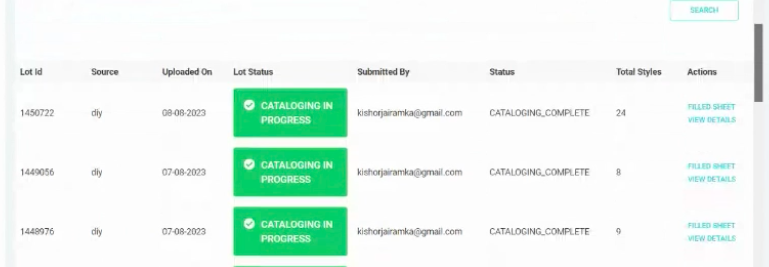 SEARCH
Lot Id Source Uploaded On Lot Status Submitted By Status Total Styles Actions
1450722 diy 08-08-2023 CATALOGING IN PROGRESS kishorjairamka@gmail.com CATALOGING_COMPLETE 24 FILLED SHEET VIEW DETAILS
1449056 diy 07-08-2023 CATALOGING IN PROGRESS kishorjairamka@gmail.com CATALOGING_COMPLETE 8 FILLED SHEET VIEW DETAILS
1448976 diy 07-08-2023 CATALOGING IN PROGRESS kishorjairamka@gmail.com CATALOGING_COMPLETE 9 FILLED SHEET VIEW DETAILS